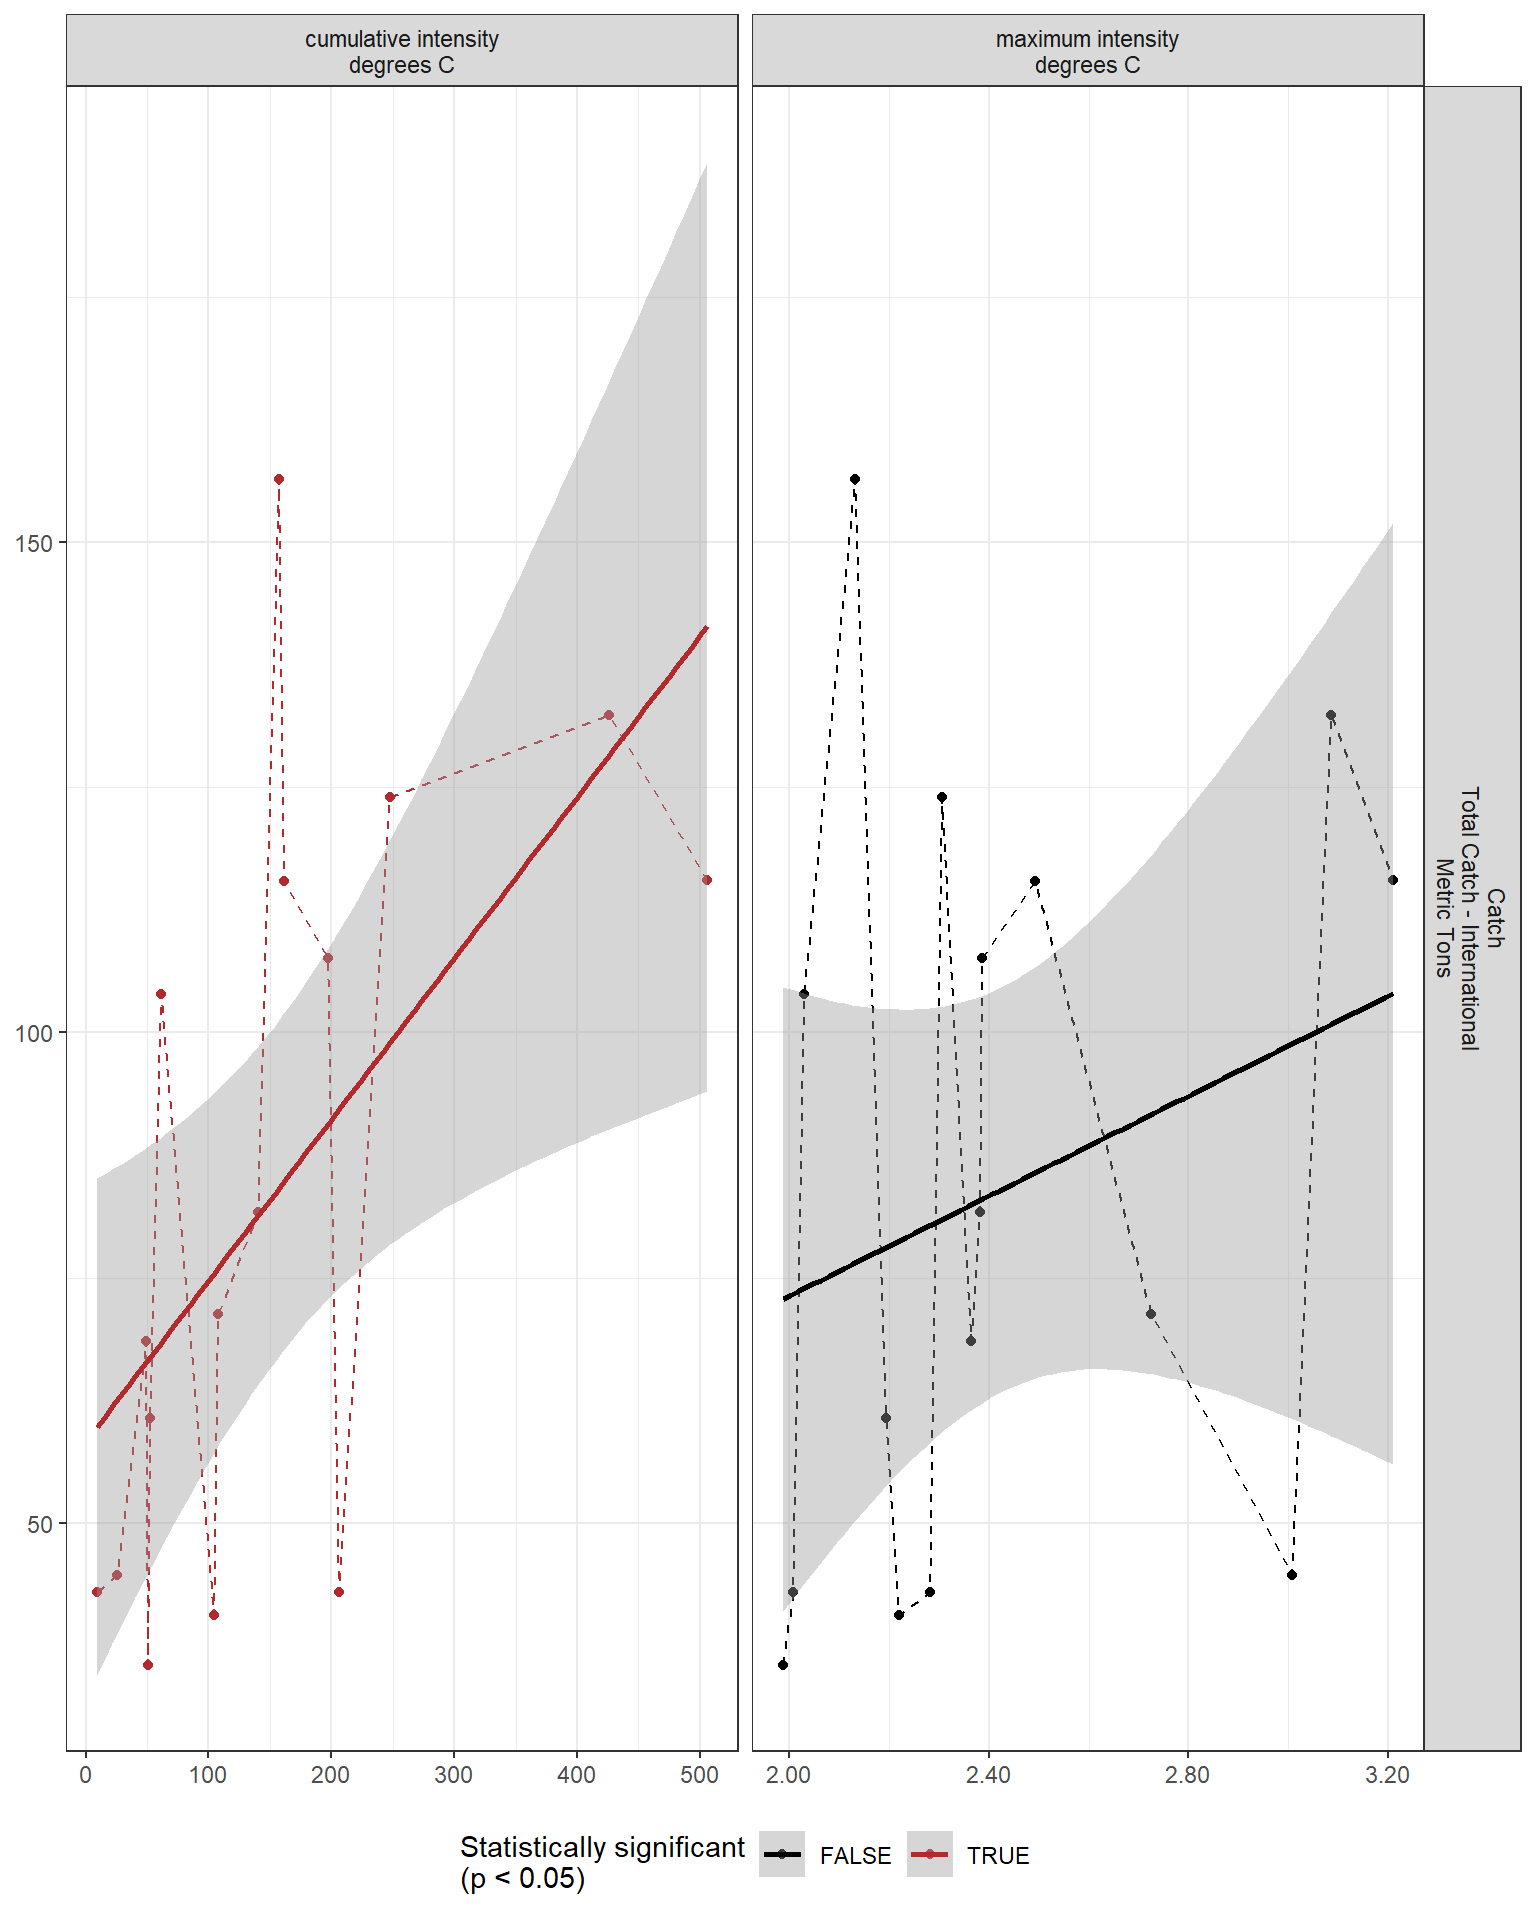 cumulative intensity
degrees C
maximum intensity
degrees C
Catch
Total Catch - International
Metric Tons
150
100
50
0
100
200
300
400
500
2.00
2.40
2.80
3.20
Statistically significant
(p < 0.05)
FALSE
TRUE